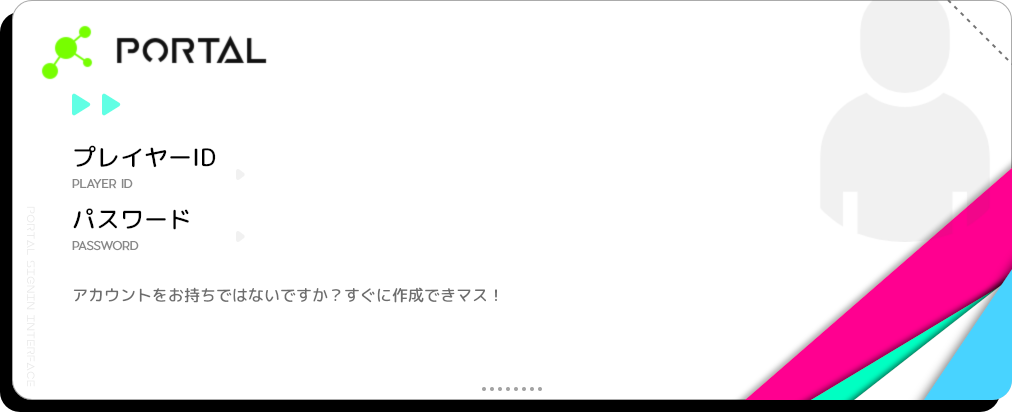 PORTAL
プレイヤーID
PLAYER ID
パスワード
PASSWORD
アカウントをお持ちではないですか？すぐに作成できマス！
PORTAL SIGNIN INTERFACE